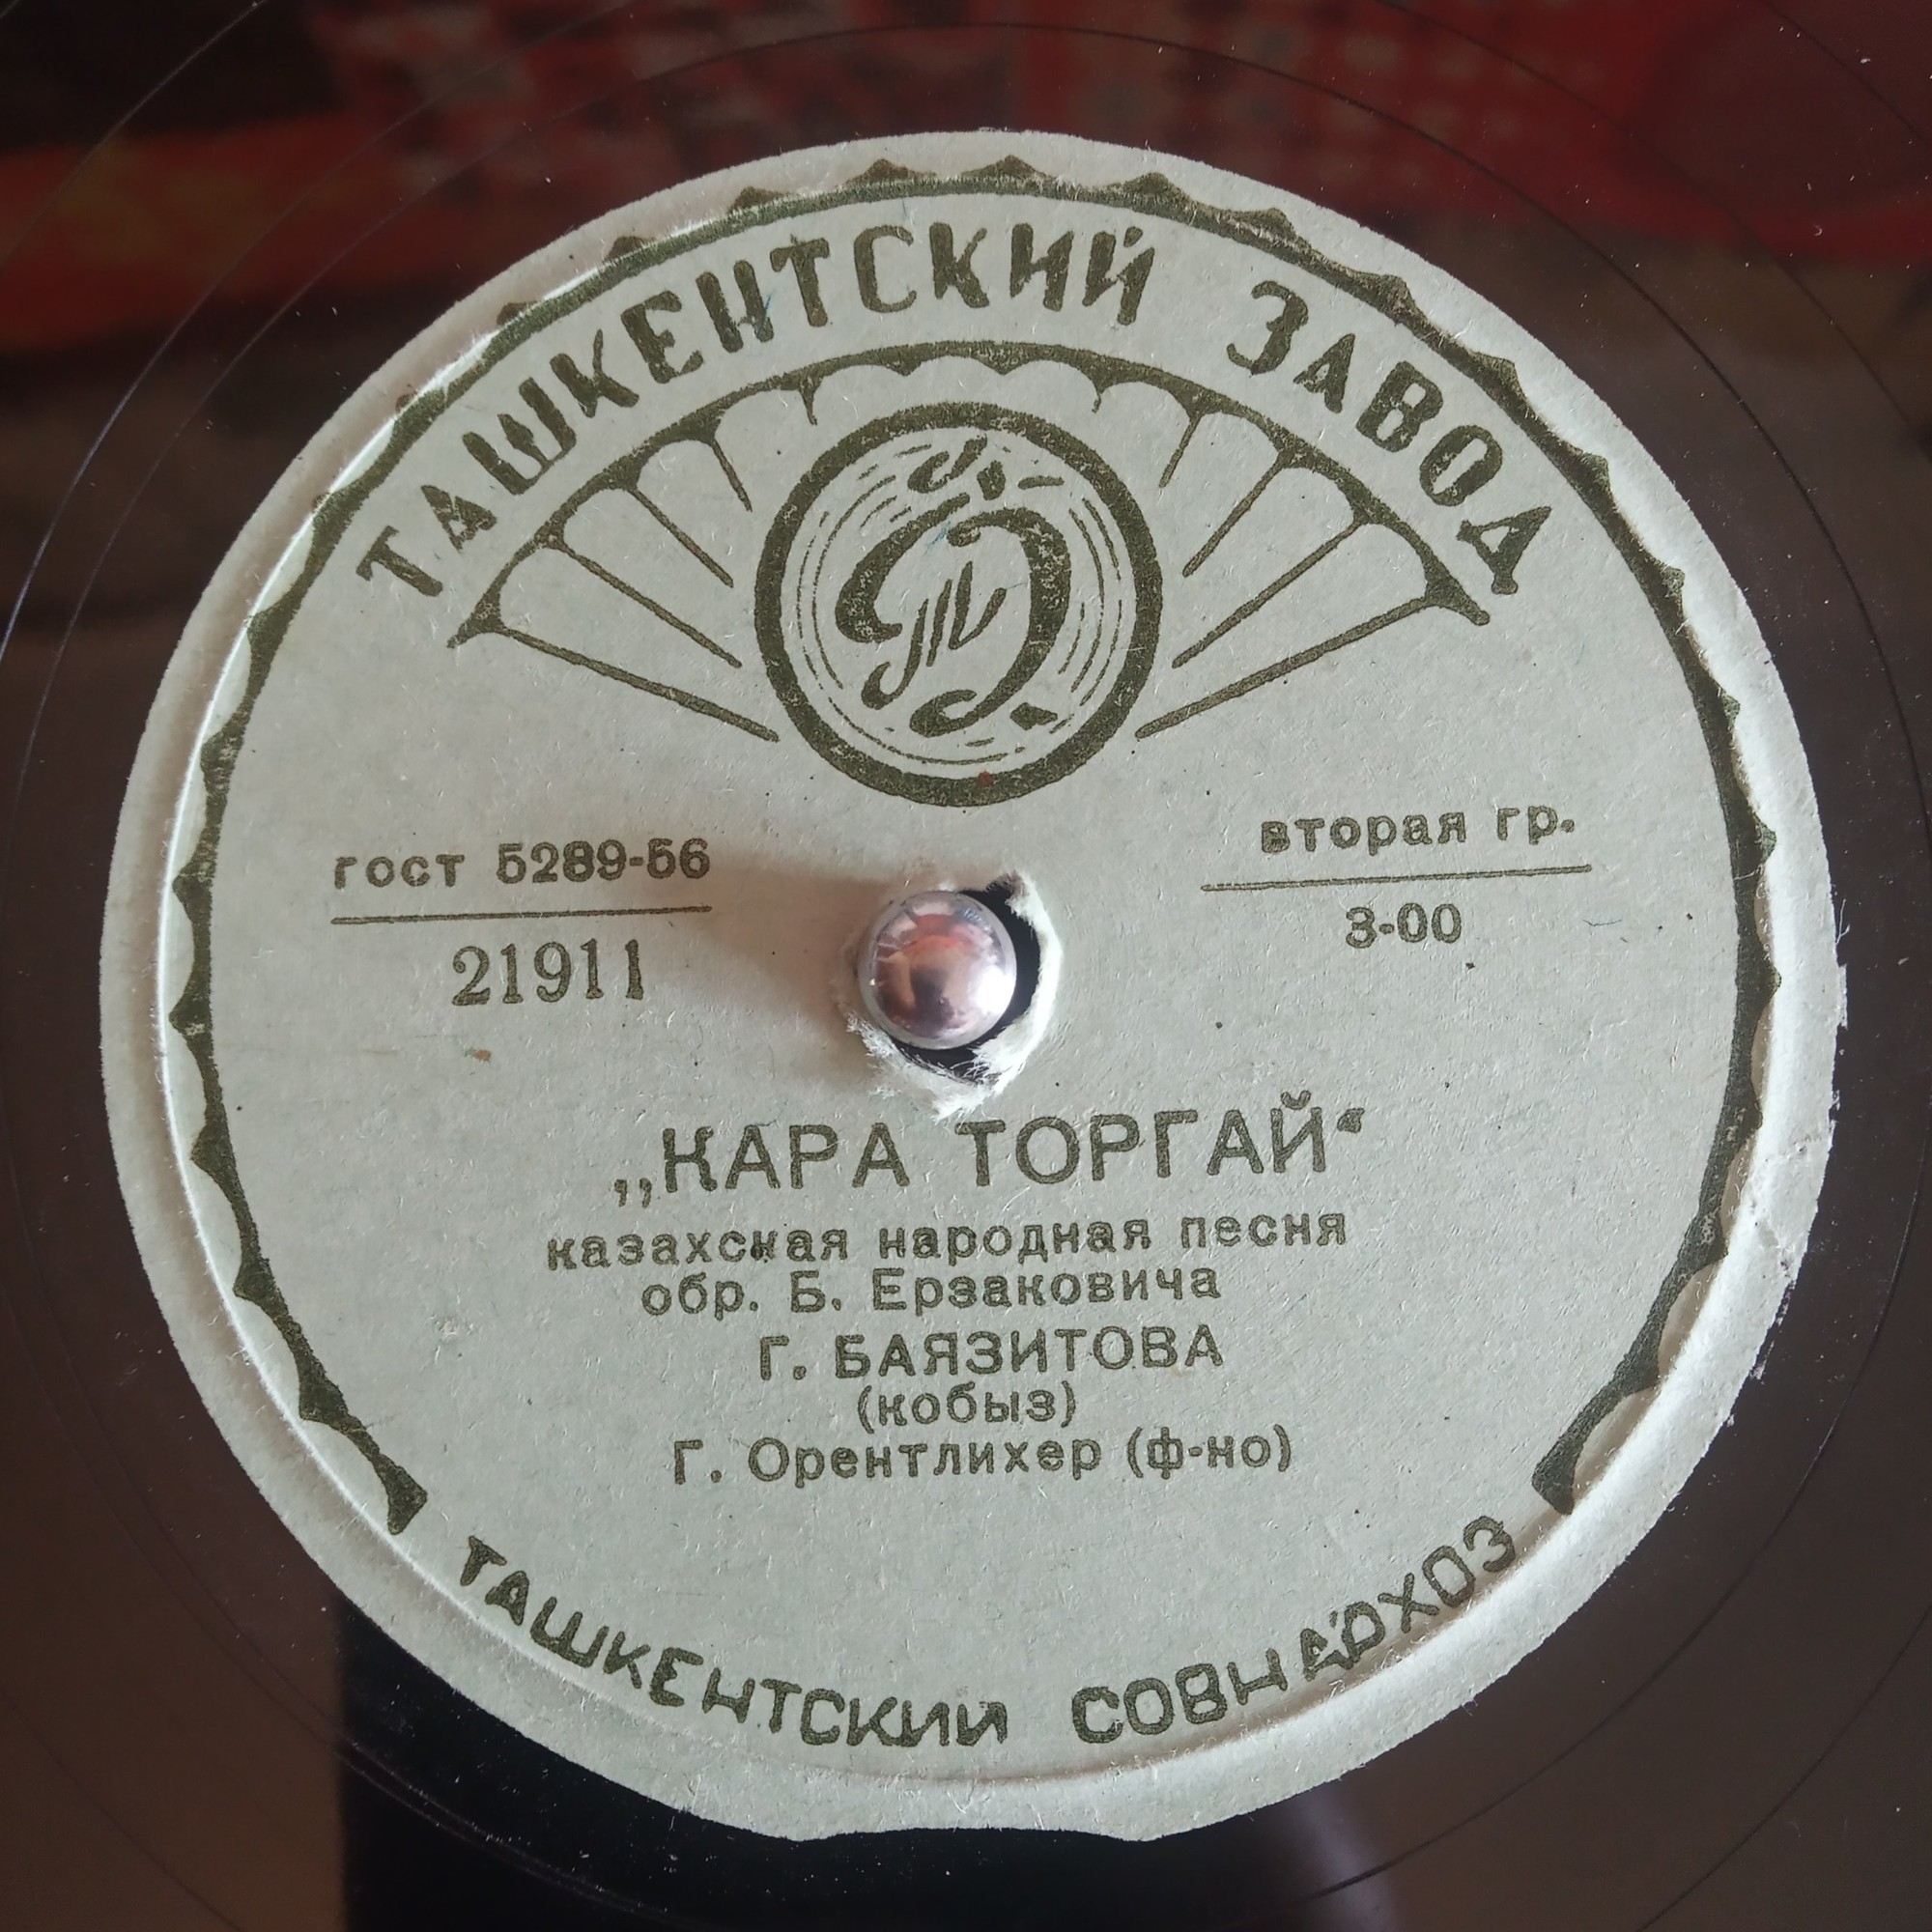 ТАШКЕНТСКИЙ ЗАВОД
гост 5289-56
21911
вторая гр.
3-00
„КАРА ТОРГАЙ“
казахская народная песня
обр. Б. Ерзаковича
Г. БАЯЗИТОВА
(кобыз)
Г. Орентлихер (ф-но)
ТАШКЕНТСКИЙ СОВНАРХОЗ